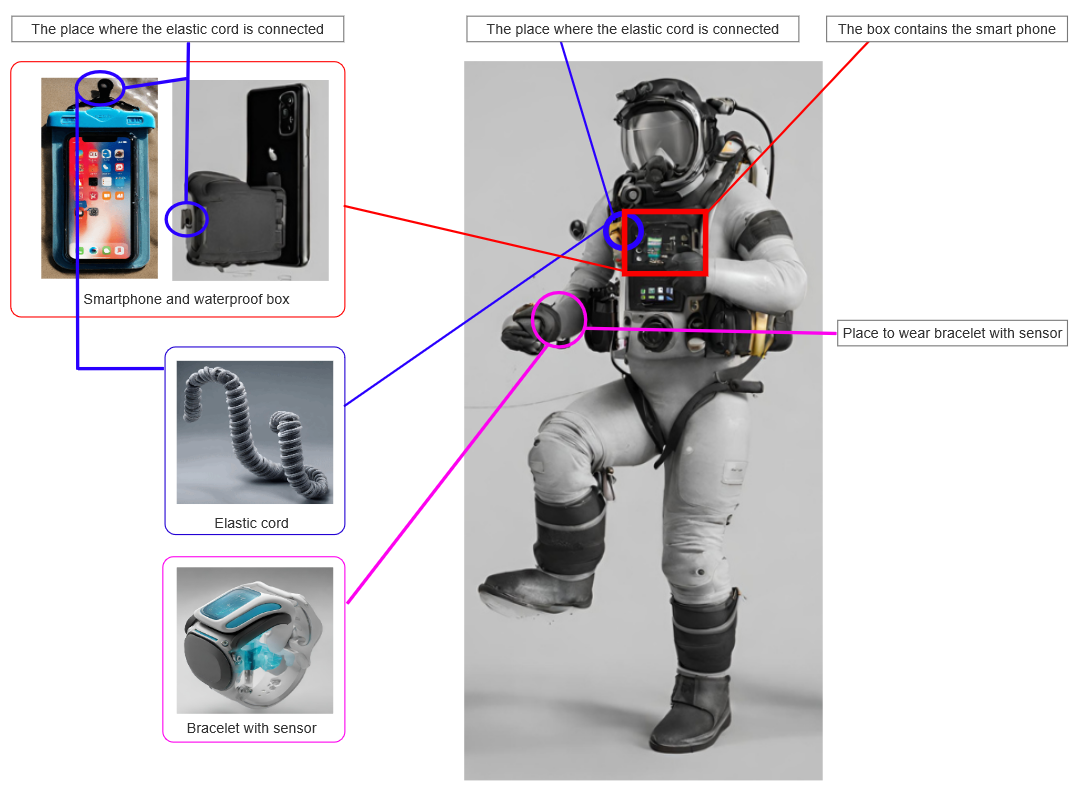 The place where the elastic cord is connected
The place where the elastic cord is connected
The box contains the smart phone
Smartphone and waterproof box
Place to wear bracelet with sensor
Elastic cord
Bracelet with sensor